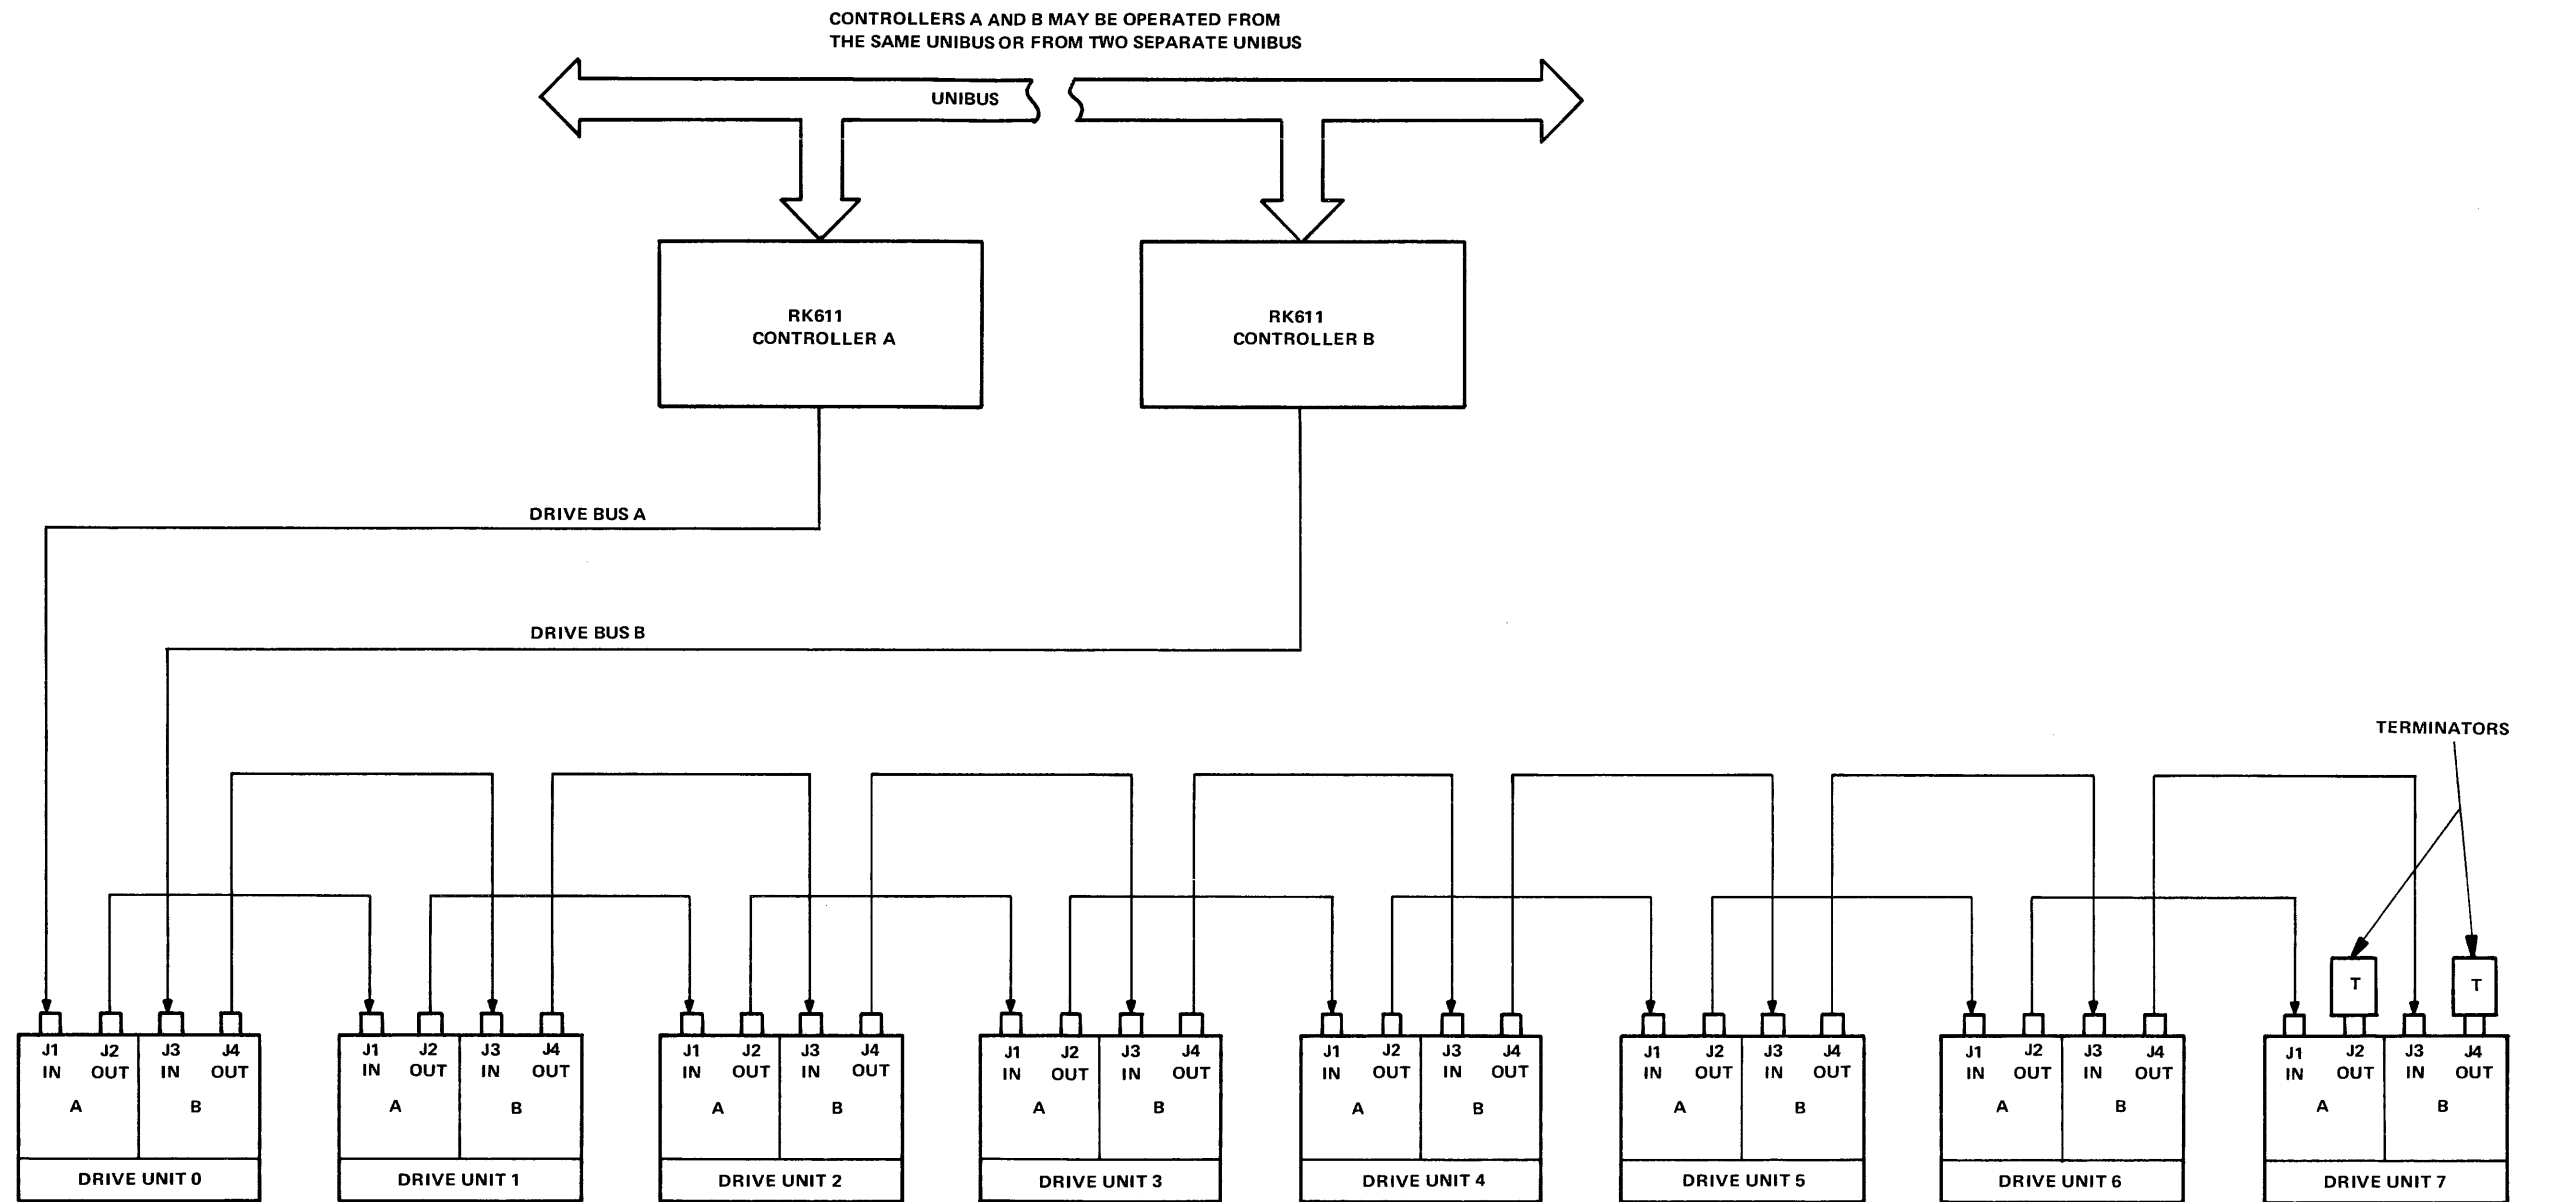 CONTROLLERS A AND B MAY BE OPERATED FROM
THE SAME UNIBUS OR FROM TWO SEPARATE UNIBUS
UNIBUS
RK611
CONTROLLER A
RK611
CONTROLLER B
DRIVE BUS A
DRIVE BUS B
TERMINATORS
T T
J1 J2 J3 J4 J1 J2 J3 J4 J1 J2 J3 J4 J1 J2 J3 J4 J1 J2 J3 J4 J1 J2 J3 J4 J1 J2 J3 J4 J1 J2 J3 J4
IN OUT IN OUT IN OUT IN OUT IN OUT IN OUT IN OUT IN OUT IN OUT IN OUT IN OUT IN OUT IN OUT IN OUT IN OUT IN OUT
A B A B A B A B A B A B A B A B
DRIVE UNIT 0 DRIVE UNIT 1 DRIVE UNIT 2 DRIVE UNIT 3 DRIVE UNIT 4 DRIVE UNIT 5 DRIVE UNIT 6 DRIVE UNIT 7